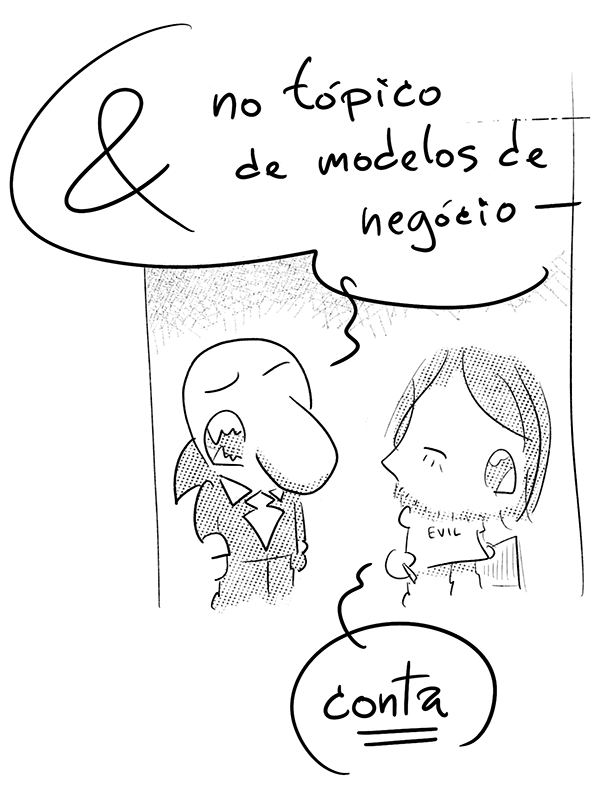 & no tópico
de modelos de
negócio —
EVIL
conta